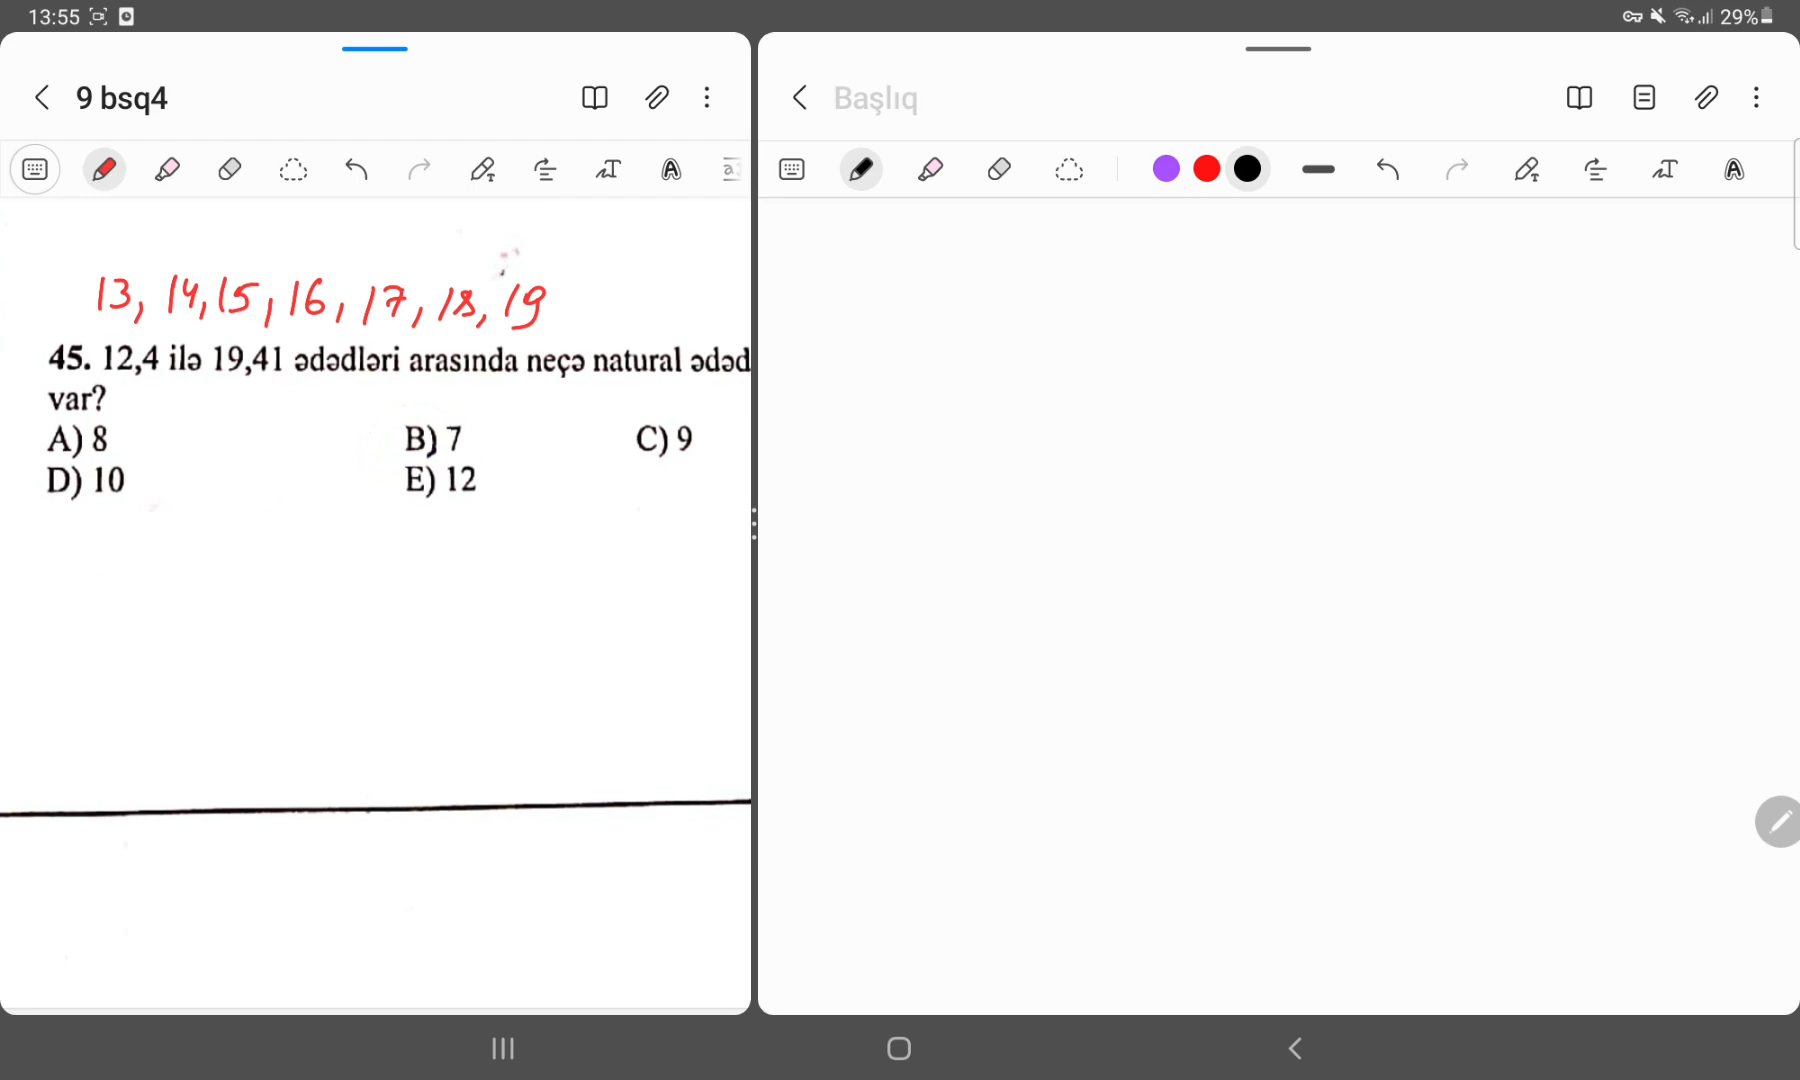 13:55
29%
9 bsq4
Başlıq
13, 14, 15, 16, 17, 18, 19
45. 12,4 ilə 19,41 ədədləri arasında neçə natural ədəd
var?
A) 8 B) 7 C) 9
D) 10 E) 12